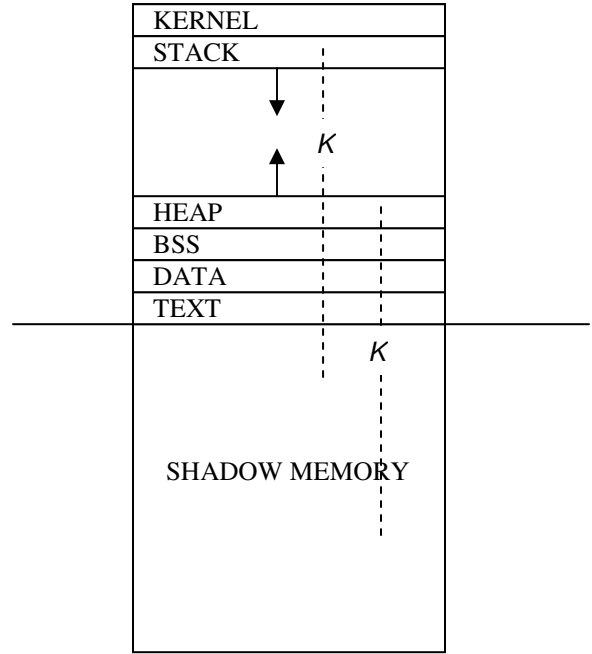 KERNEL
STACK
K
HEAP
BSS
DATA
TEXT
K
SHADOW MEMORY